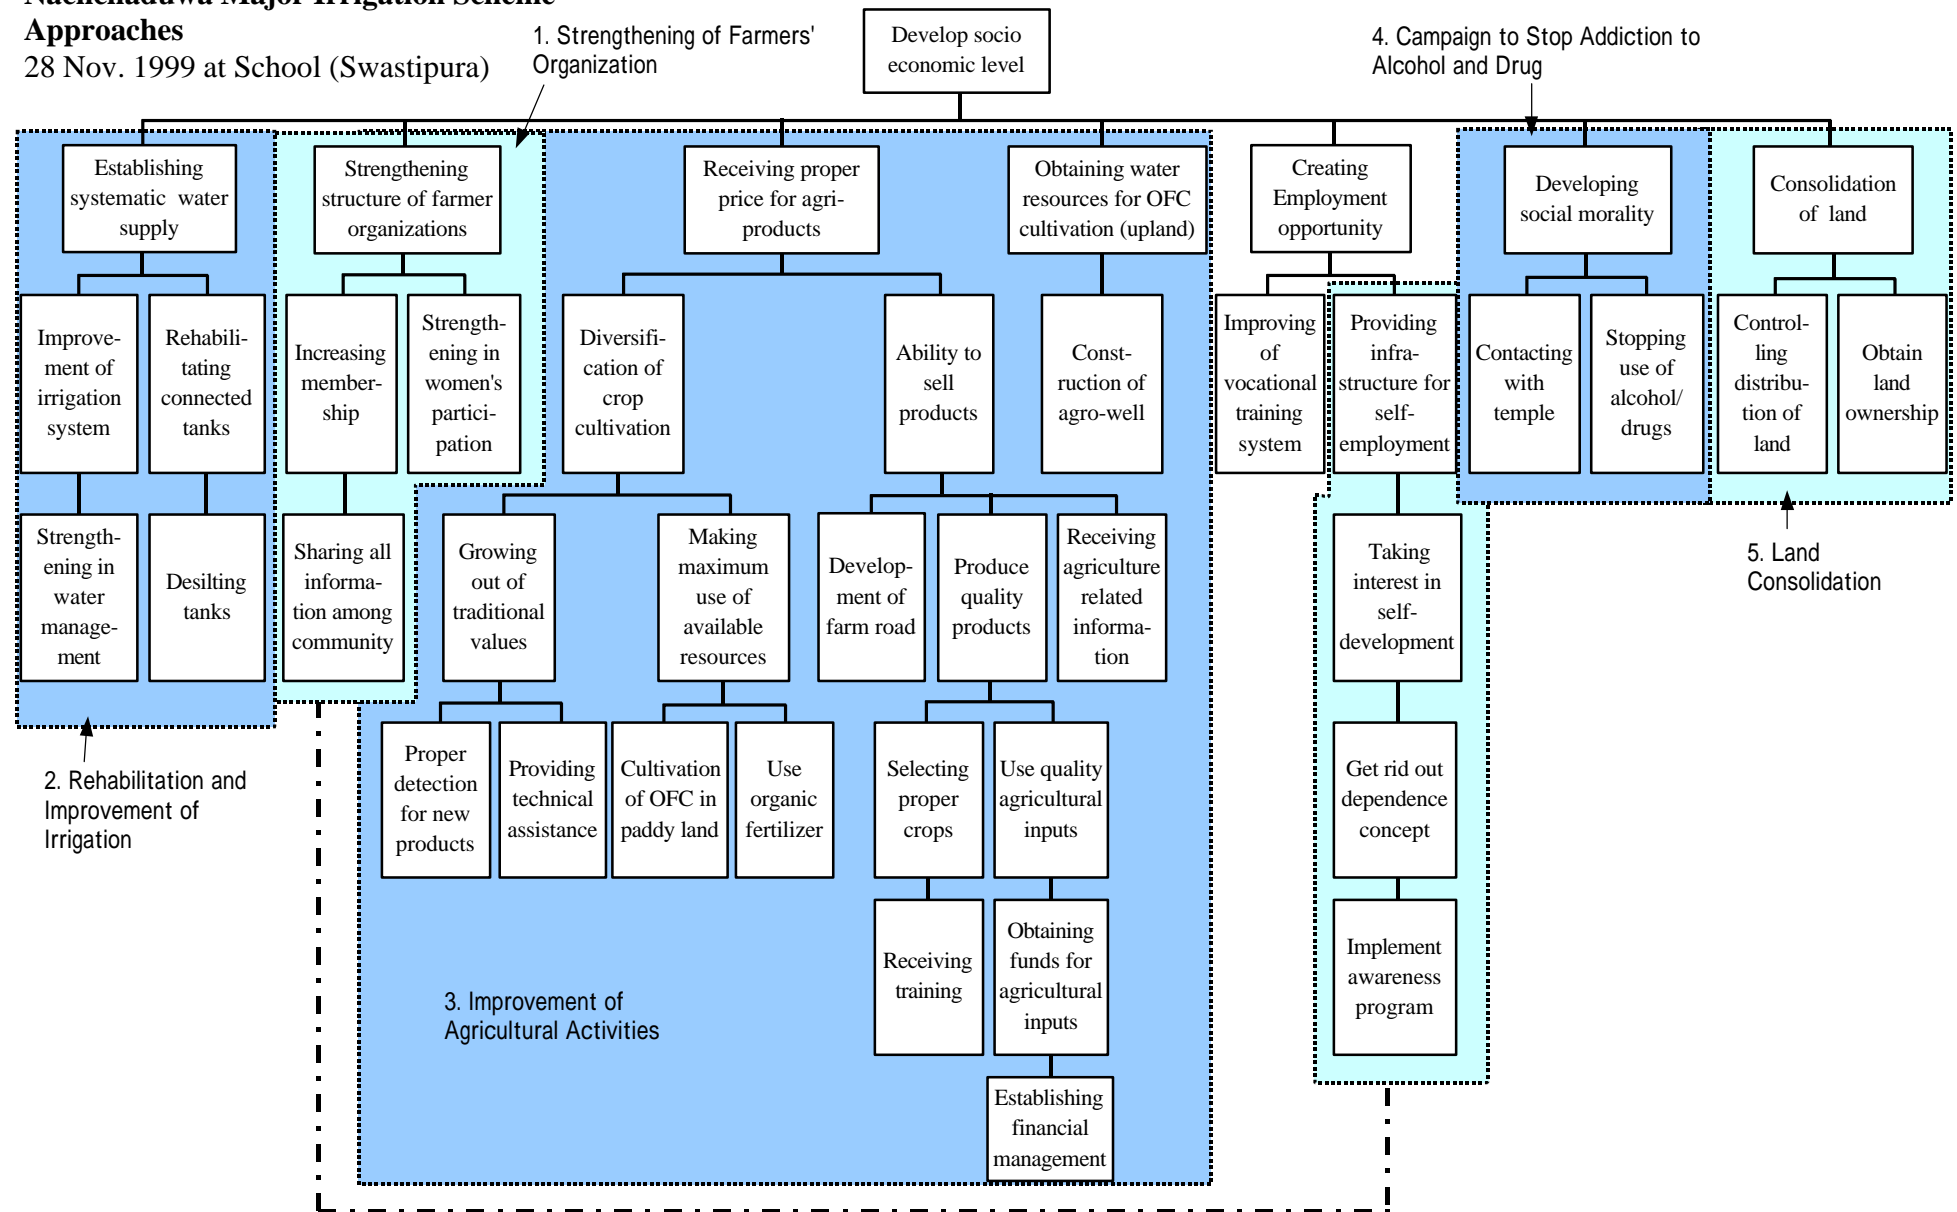 Nachchaduwa Major Irrigation Scheme
Approaches
28 Nov. 1999 at School (Swastipura)
1. Strengthening of Farmers'
Organization
Develop socio
economic level
4. Campaign to Stop Addiction to
Alcohol and Drug
Establishing
systematic water
supply
Strengthening
structure of farmer
organizations
Receiving proper
price for agri-
products
Obtaining water
resources for OFC
cultivation (upland)
Creating
Employment
opportunity
Developing
social morality
Consolidation
of land
Improve-
ment of
irrigation
system
Rehabili-
tating
connected
tanks
Increasing
member-
ship
Strength-
ening in
women's
partici-
pation
Diversifi-
cation of
crop
cultivation
Ability to
sell
products
Const-
ruction of
agro-well
Improving
of
vocational
training
system
Providing
infra-
structure for
self-
employment
Contacting
with
temple
Stopping
use of
alcohol/
drugs
Control-
ling
distribu-
tion of
land
Obtain
land
ownership
Strength-
ening in
water
manage-
ment
Desilting
tanks
Sharing all
informa-
tion among
community
Growing
out of
traditional
values
Making
maximum
use of
available
resources
Develop-
ment of
farm road
Produce
quality
products
Receiving
agriculture
related
informa-
tion
Taking
interest in
self-
development
5. Land
Consolidation
2. Rehabilitation and
Improvement of
Irrigation
Proper
detection
for new
products
Providing
technical
assistance
Cultivation
of OFC in
paddy land
Use
organic
fertilizer
Selecting
proper
crops
Use quality
agricultural
inputs
Get rid out
dependence
concept
3. Improvement of
Agricultural Activities
Receiving
training
Obtaining
funds for
agricultural
inputs
Implement
awareness
program
Establishing
financial
management